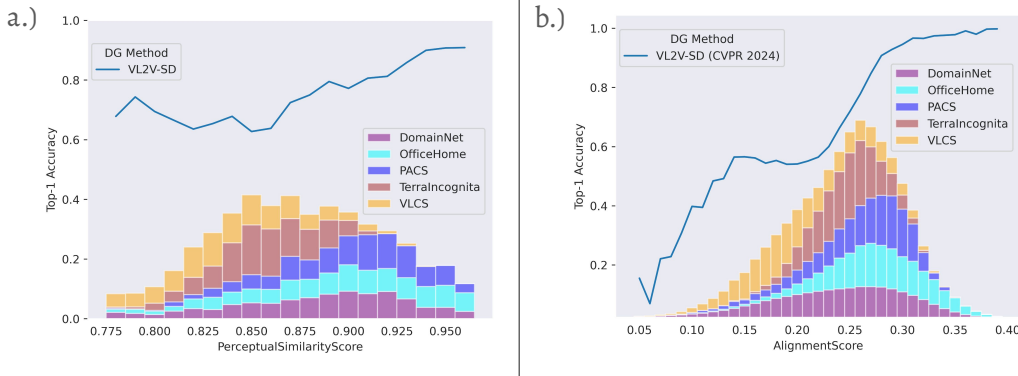 a.)
1.0
0.8
0.6
0.4
0.2
0.0
Top-1 Accuracy
DG Method
VL2V-SD
DomainNet
OfficeHome
PACS
TerraIncognita
VLCS
0.775 0.800 0.825 0.850 0.875 0.900 0.925 0.950
PerceptualSimilarityScore
b.)
1.0
0.8
0.6
0.4
0.2
Top-1 Accuracy
DG Method
VL2V-SD (CVPR 2024)
DomainNet
OfficeHome
PACS
TerraIncognita
VLCS
0.05 0.10 0.15 0.20 0.25 0.30 0.35 0.40
AlignmentScore